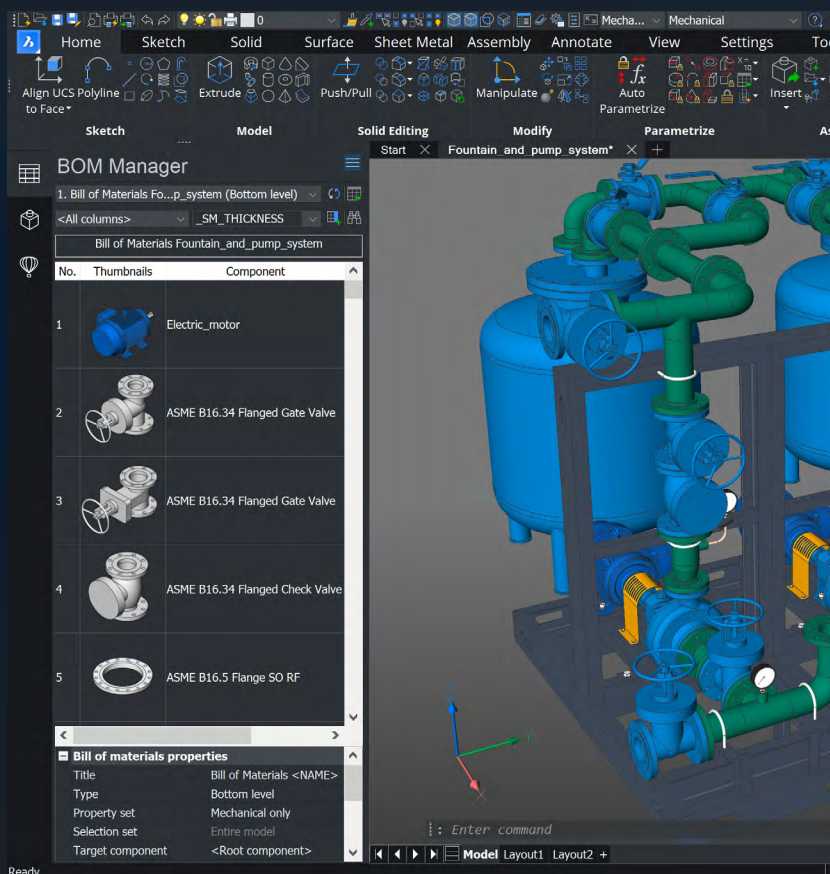 0
Mecha...
Mechanical
Home Sketch Solid Surface Sheet Metal Assembly Annotate View Settings
Align UCS
to Face
Polyline
Extrude
Push/Pull
Manipulate
fx
Auto
Parametrize
Insert
Sketch Model Solid Editing Modify Parametrize
Start Fountain_and_pump_system*
BOM Manager
1. Bill of Materials Fo...p_system (Bottom level)
<All columns> _SM_THICKNESS
Bill of Materials Fountain_and_pump_system
No. Thumbnails Component
1 Electric_motor
2 ASME B16.34 Flanged Gate Valve
3 ASME B16.34 Flanged Gate Valve
4 ASME B16.34 Flanged Check Valve
5 ASME B16.5 Flange SO RF
Bill of materials properties
Title Bill of Materials <NAME>
Type Bottom level
Property set Mechanical only
Selection set Entire model
Target component <Root component>
Y
X
: Enter command
Model Layout1 Layout2 +
Ready